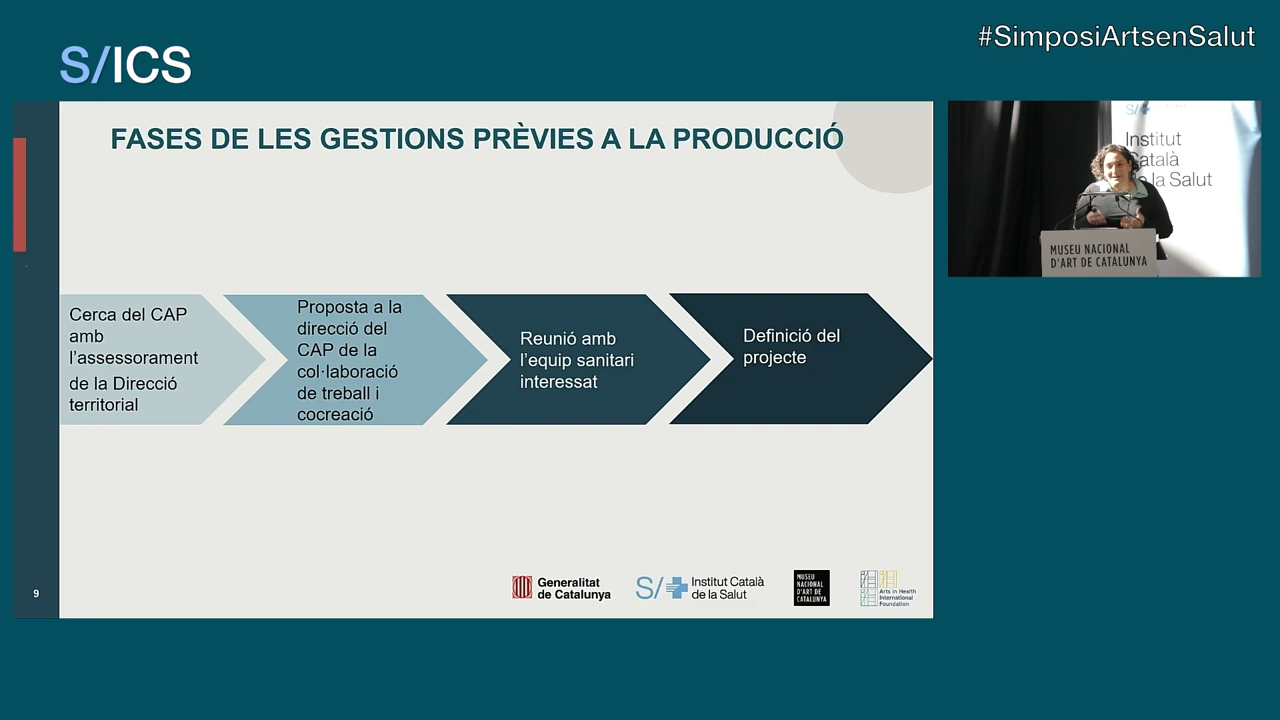 #SimposiArtsenSalut
S/ICS
FASES DE LES GESTIONS PRÈVIES A LA PRODUCCIÓ
Cerca del CAP
amb
l’assessorament
de la Direcció
territorial
Proposta a la
direcció del
CAP de la
col·laboració
de treball i
cocreació
Reunió amb
l’equip sanitari
interessat
Definició del
projecte
S/
Institut
Català
de la Salut
MUSEU NACIONAL
D'ART DE CATALUNYA
9
Generalitat
de Catalunya
S/
Institut Català
de la Salut
MUSEU
NACIONAL
D'ART DE
CATALUNYA
Arts in Health
International
Foundation